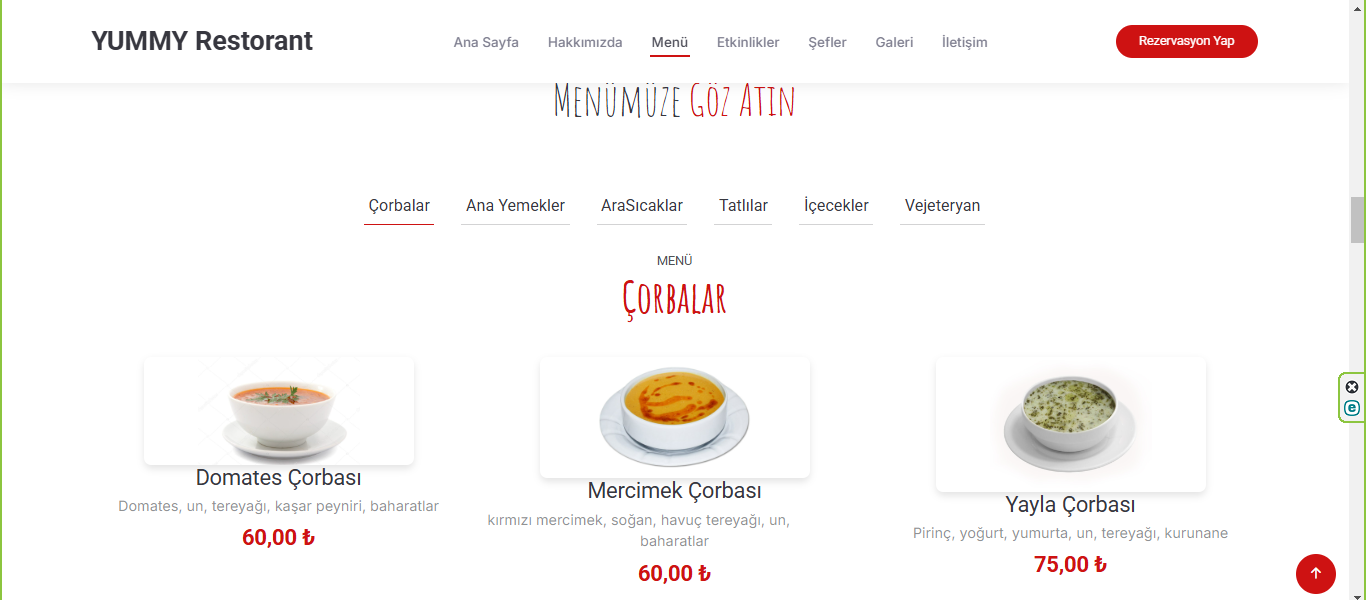 YUMMY Restorant
Ana Sayfa Hakkımızda Menü Etkinlikler Şefler Galeri İletişim
Rezervasyon Yap
Menümüze Göz Atın
Çorbalar Ana Yemekler AraSıcaklar Tatlılar İçecekler Vejeteryan
MENÜ
Çorbalar
Domates Çorbası
Domates, un, tereyağı, kaşar peyniri, baharatlar
60,00 ₺
Mercimek Çorbası
kırmızı mercimek, soğan, havuç tereyağı, un,
baharatlar
60,00 ₺
Yayla Çorbası
Pirinç, yoğurt, yumurta, un, tereyağı, kurunane
75,00 ₺